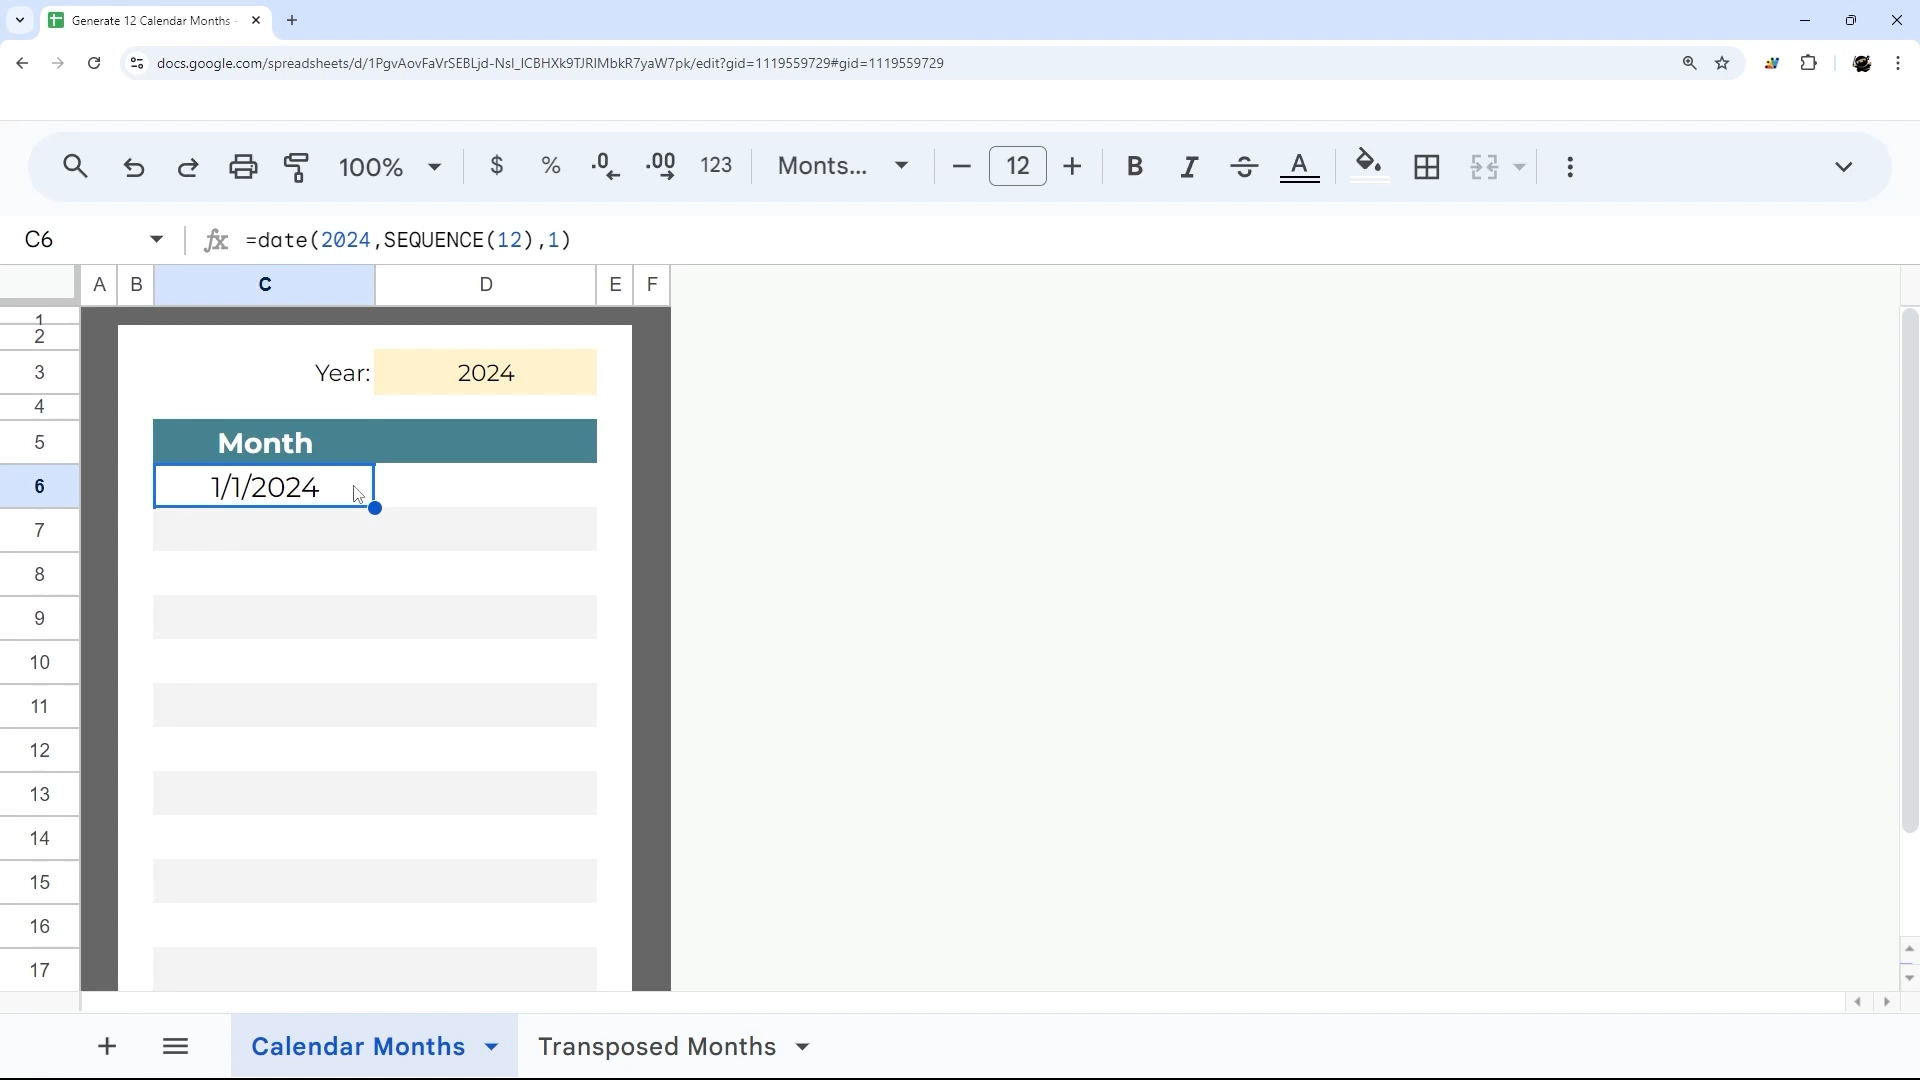 Generate 12 Calendar Months -
docs.google.com/spreadsheets/d/1PgvAovFaVrSEBLjd-Nsl_ICBHXk9TJRIMbkR7yaW7pk/edit?gid=1119559729#gid=1119559729
100% $ % .0 .00 123 Monts... 12 B I A
C6 fx =date(2024,SEQUENCE(12),1)
A B C D E F
1
2
3 Year: 2024
4
5 Month
6 1/1/2024
7
8
9
10
11
12
13
14
15
16
17
Calendar Months Transposed Months